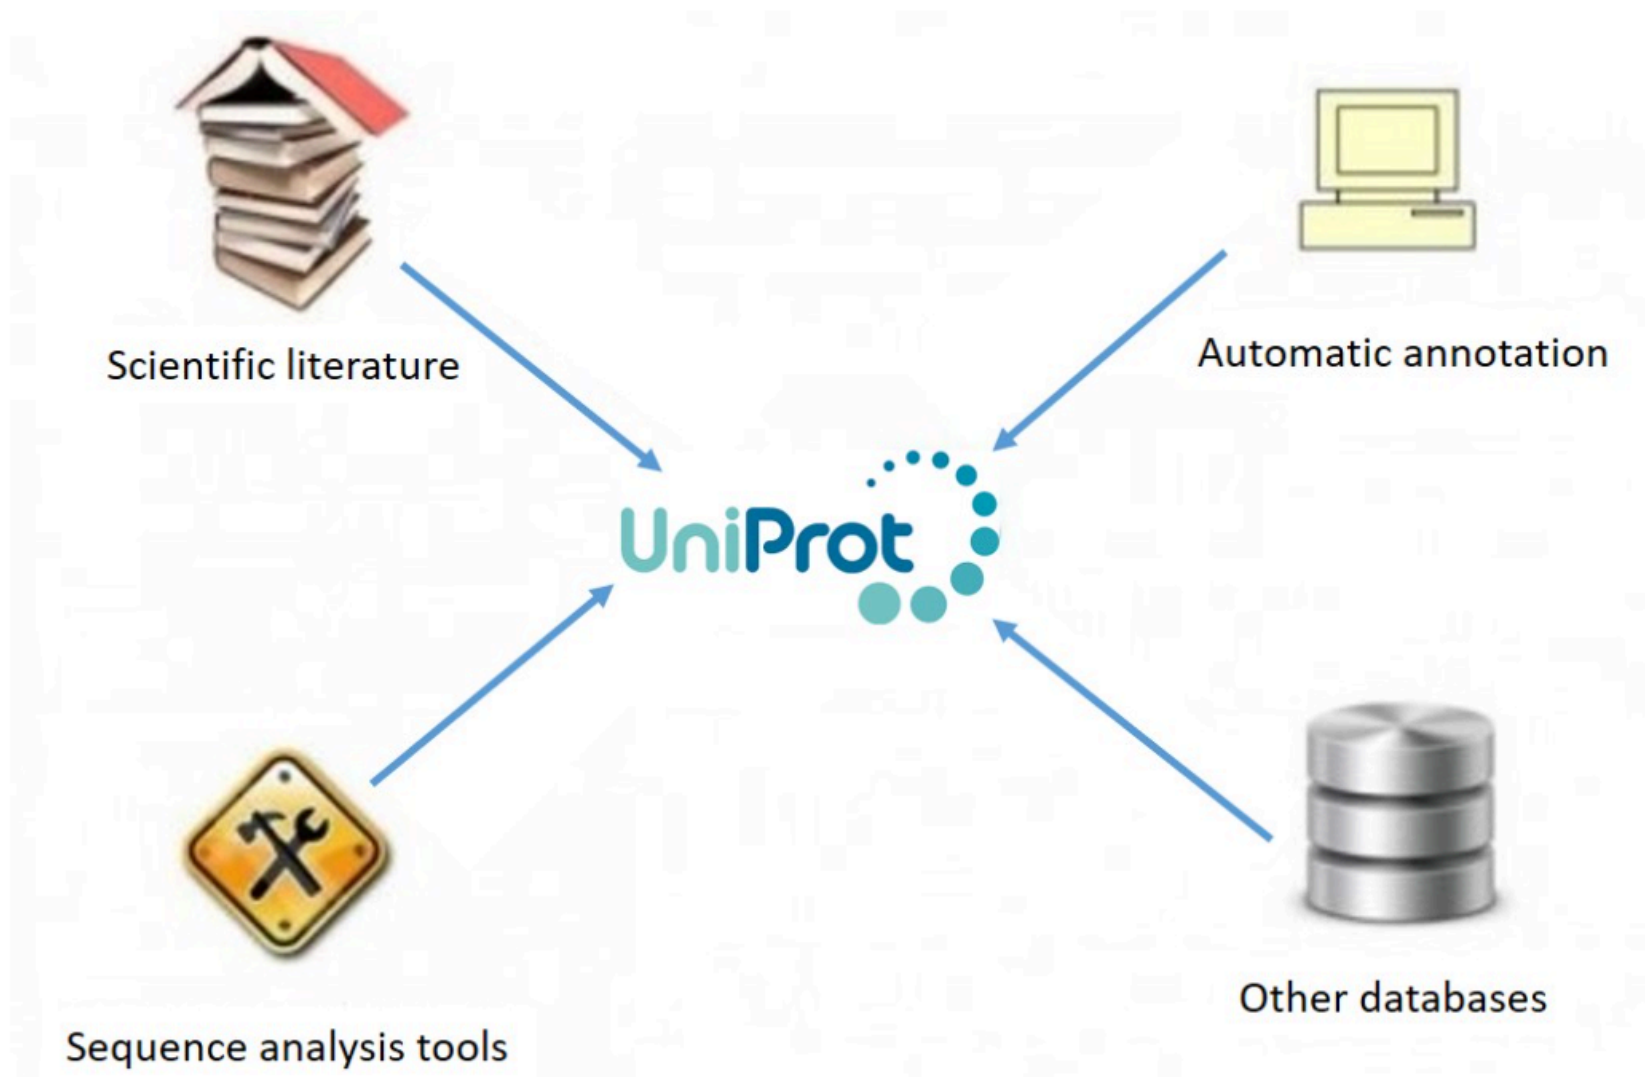 Scientific literature
Automatic annotation
UniProt
Other databases
Sequence analysis tools